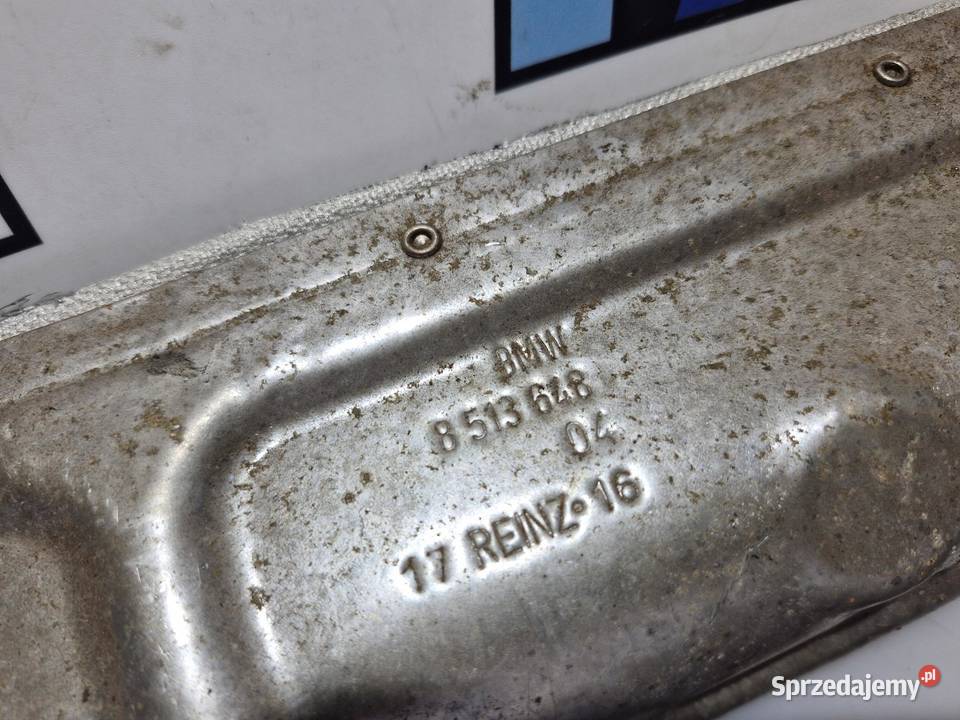 BMW
8 513 648
04
17 REINZ 16
Sprzedajemy.pl